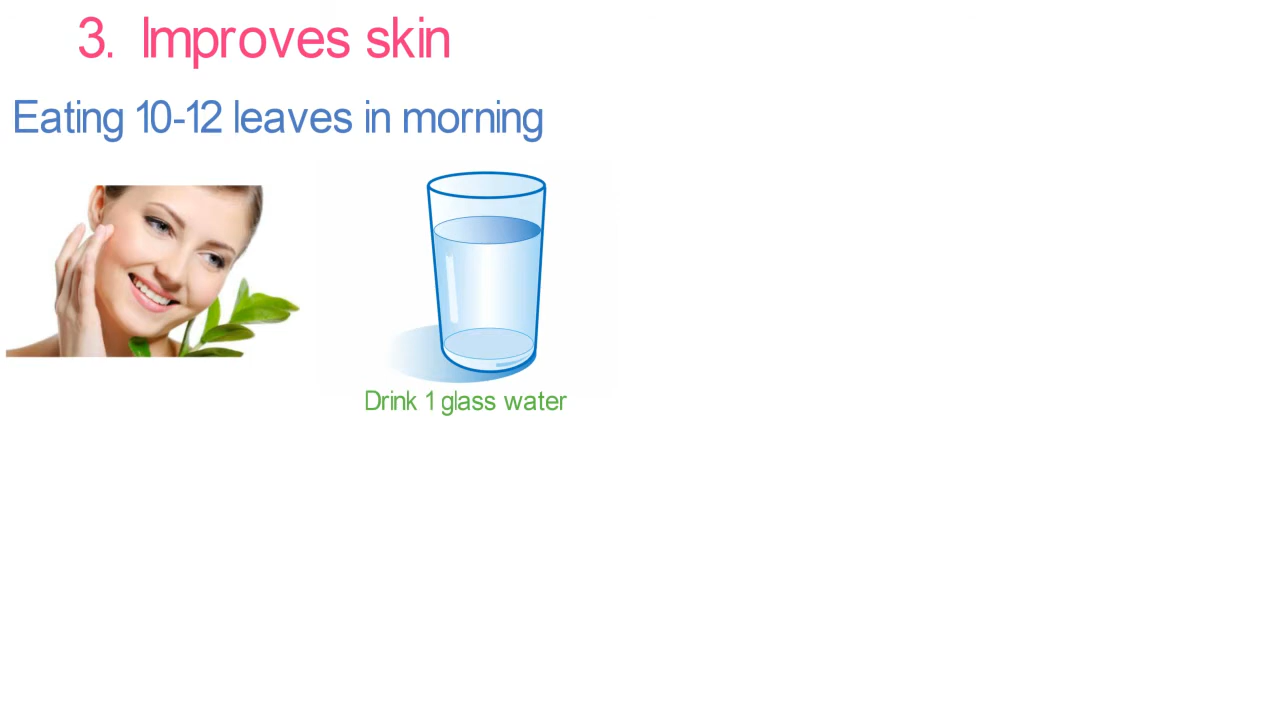 3. Improves skin
Eating 10-12 leaves in morning
Drink 1 glass water